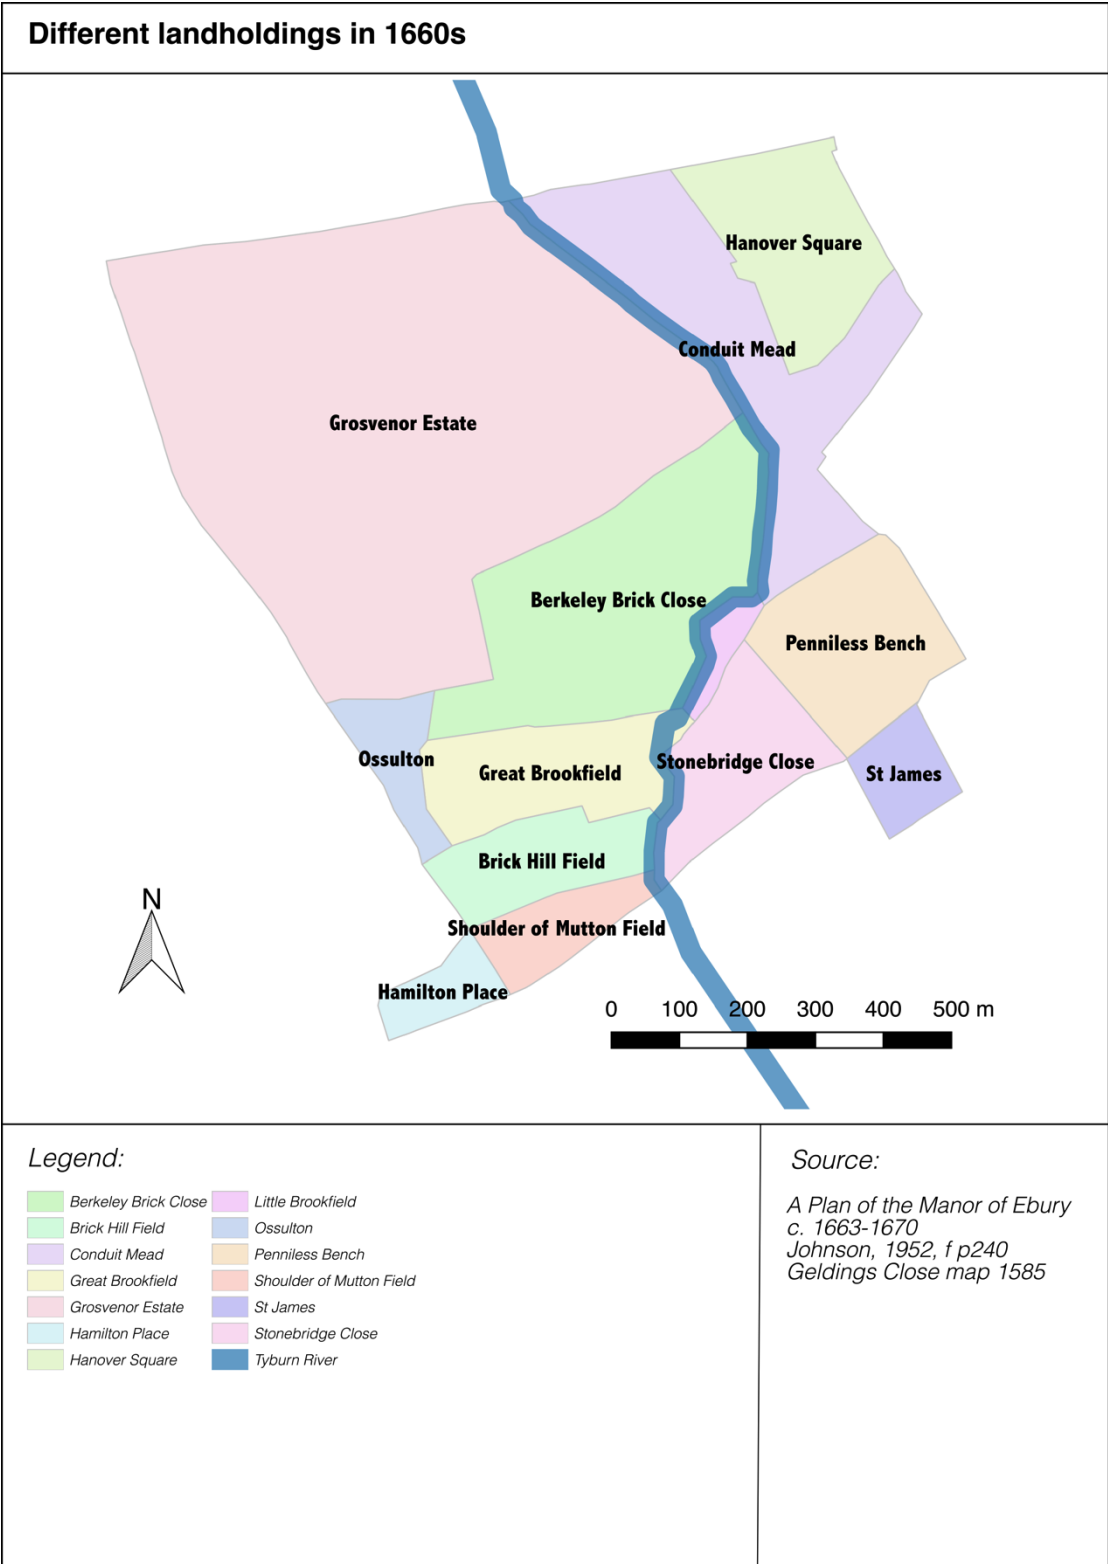 Different landholdings in 1660s
Hanover Square
Conduit Mead
Grosvenor Estate
Berkeley Brick Close
Penniless Bench
Ossulton
Great Brookfield
Stonebridge Close
St James
Brick Hill Field
Shoulder of Mutton Field
Hamilton Place
N
0 100 200 300 400 500 m
Legend:
Berkeley Brick Close
Brick Hill Field
Conduit Mead
Great Brookfield
Grosvenor Estate
Hamilton Place
Hanover Square
Little Brookfield
Ossulton
Penniless Bench
Shoulder of Mutton Field
St James
Stonebridge Close
Tyburn River
Source:
A Plan of the Manor of Ebury
c. 1663-1670
Johnson, 1952, f p240
Geldings Close map 1585